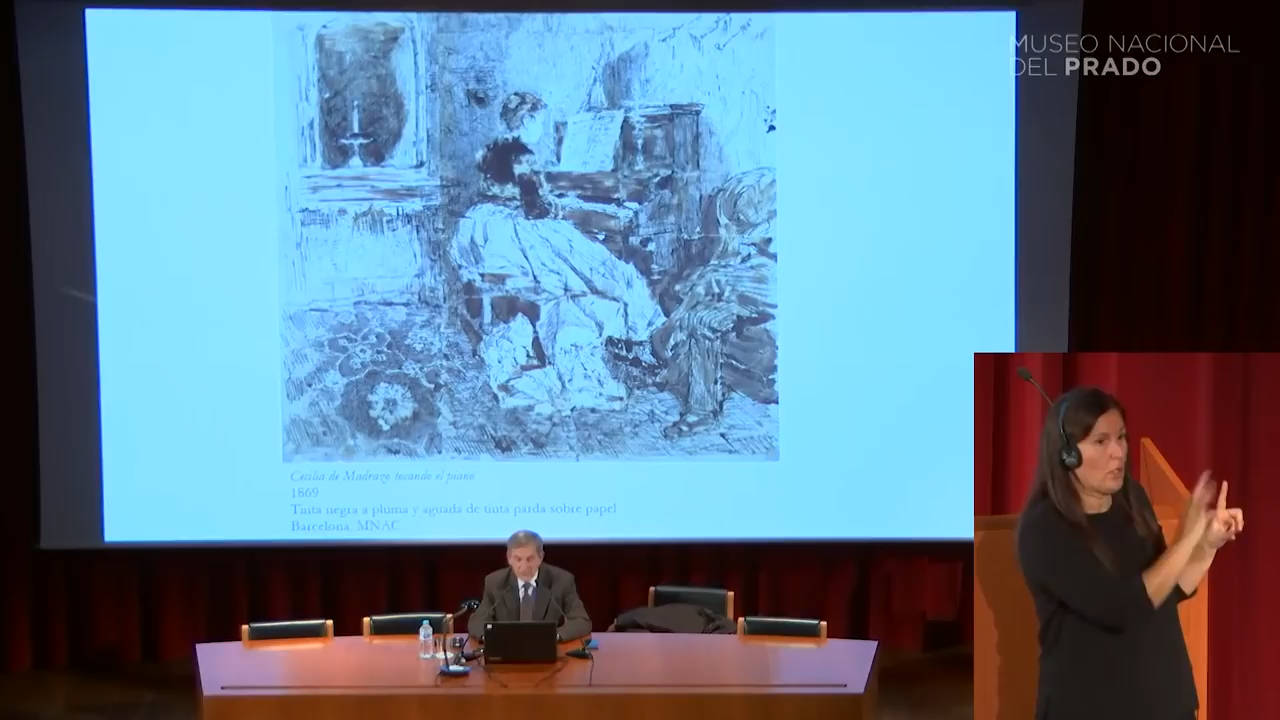 MUSEO NACIONAL
DEL PRADO
Cecilia de Madrazo tocando el piano
1869
Tinta negra a pluma y aguada de tinta parda sobre papel
Barcelona, MNAC